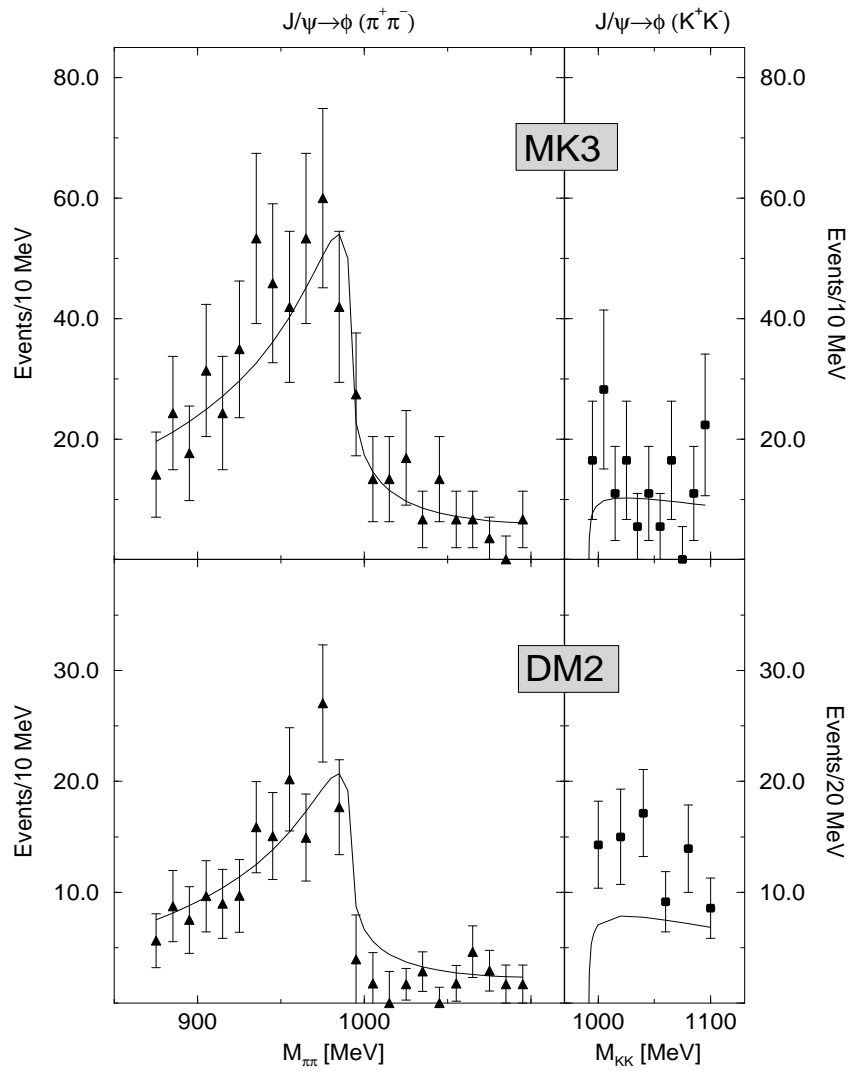 J/ψ→φ (π⁺π⁻)
J/ψ→φ (K⁺K⁻)
80.0
60.0
40.0
20.0
Events/10 MeV
MK3
80.0
60.0
40.0
20.0
Events/10 MeV
30.0
20.0
10.0
Events/10 MeV
DM2
30.0
20.0
10.0
Events/20 MeV
900
1000
1000
1100
M_ππ [MeV]
M_KK [MeV]